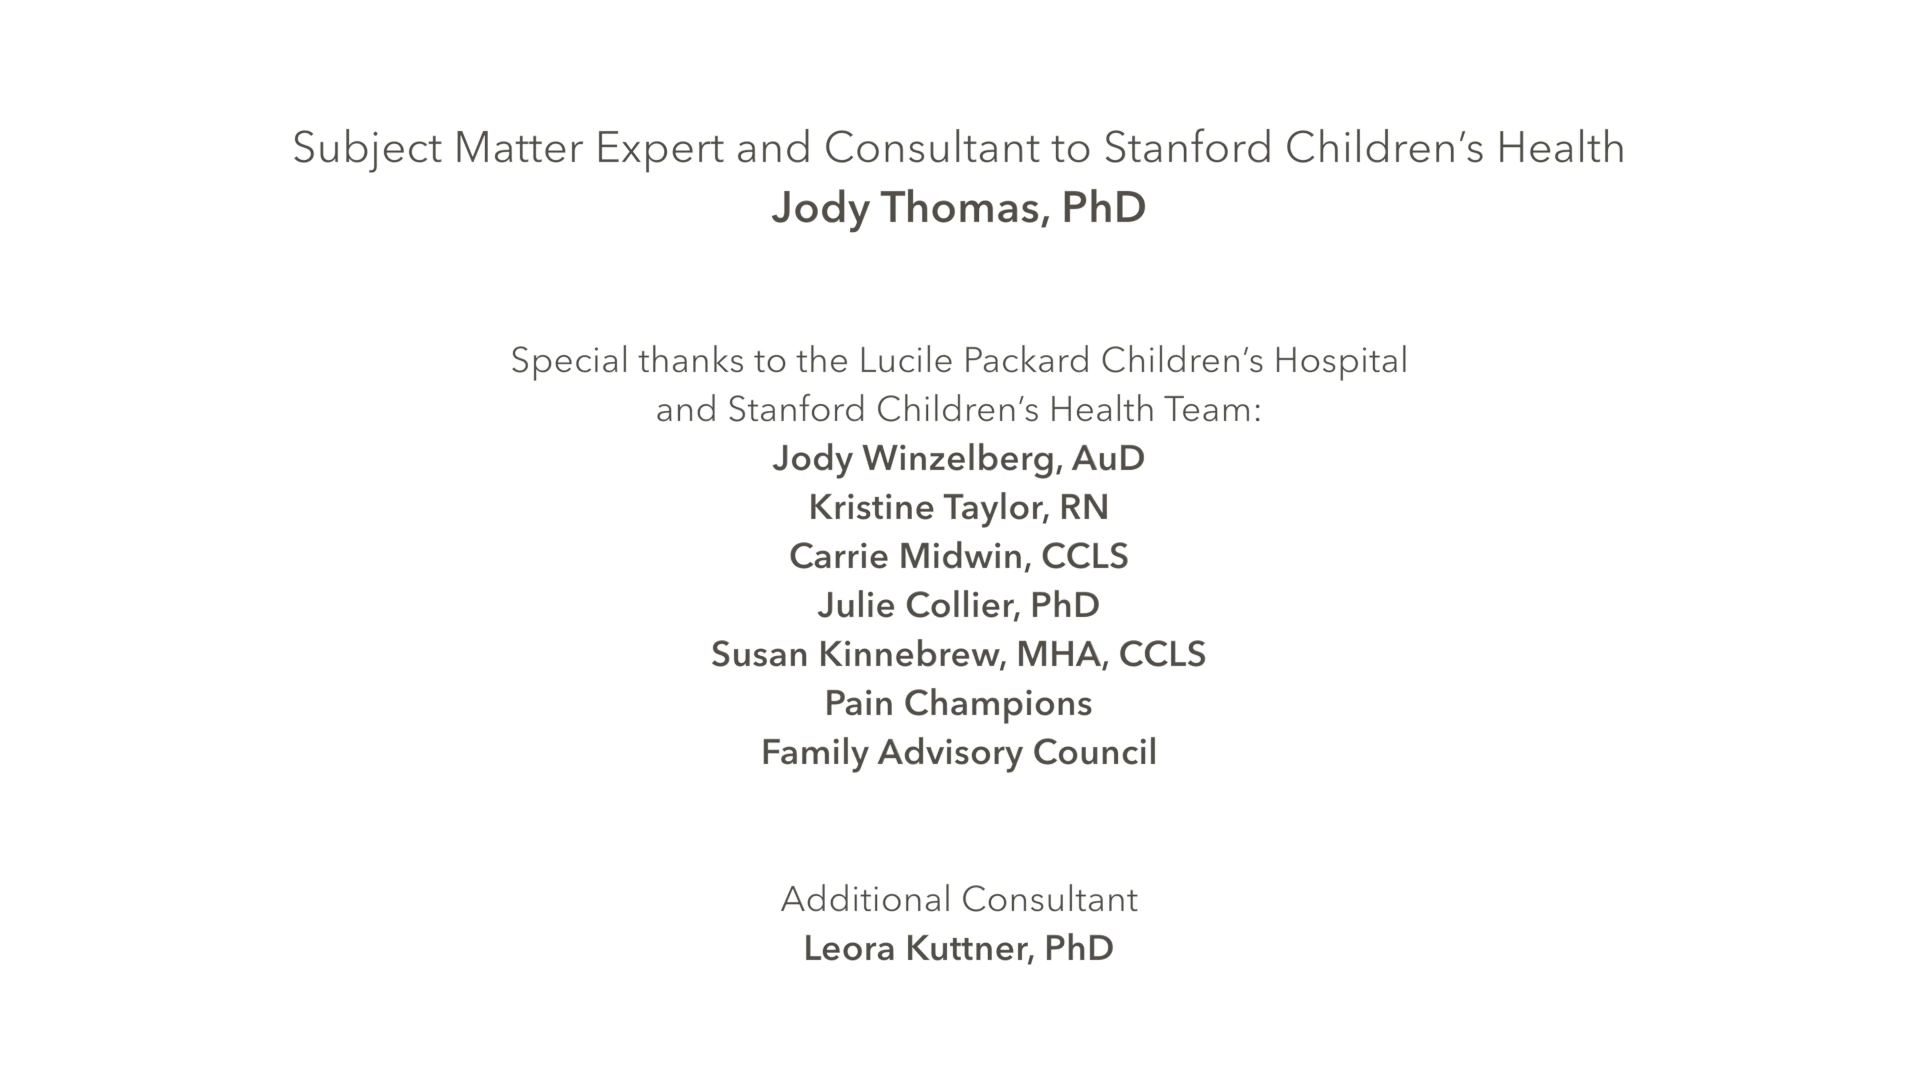 Subject Matter Expert and Consultant to Stanford Children’s Health
Jody Thomas, PhD
Special thanks to the Lucile Packard Children’s Hospital
and Stanford Children’s Health Team:
Jody Winzelberg, AuD
Kristine Taylor, RN
Carrie Midwin, CCLS
Julie Collier, PhD
Susan Kinnebrew, MHA, CCLS
Pain Champions
Family Advisory Council
Additional Consultant
Leora Kuttner, PhD